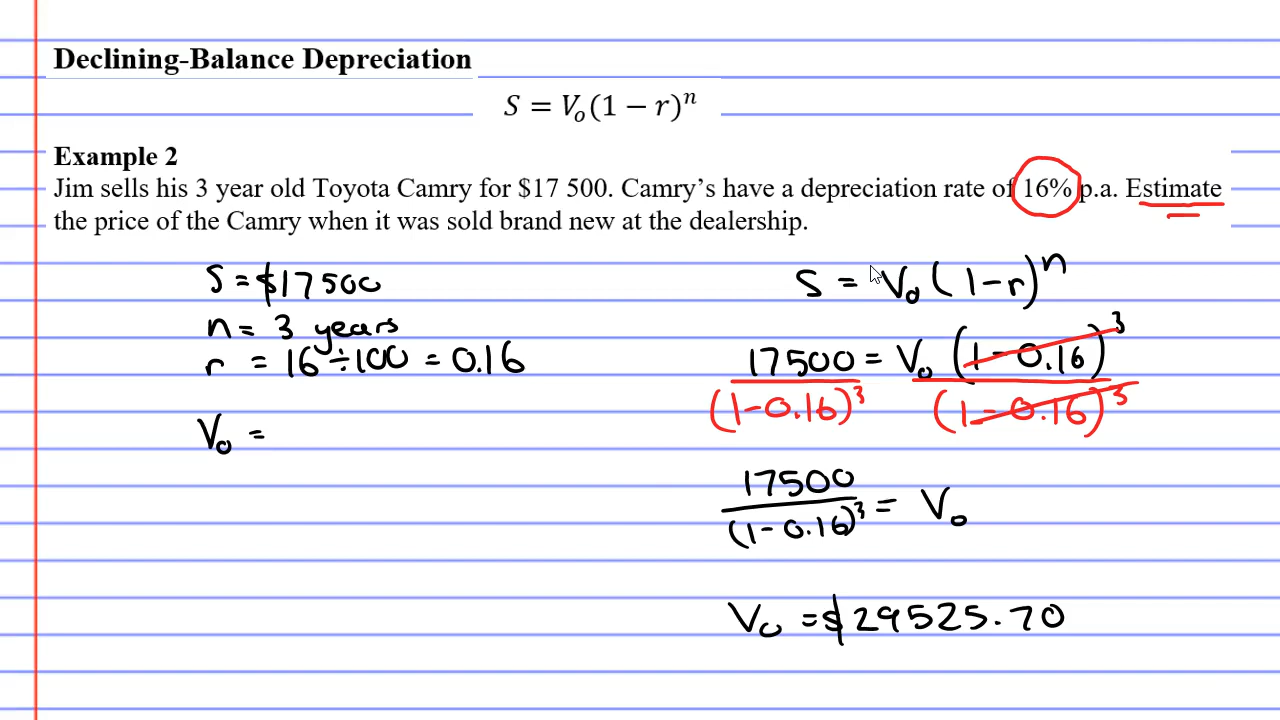 Declining-Balance Depreciation
S = Vₒ(1 − r)ⁿ
Example 2
Jim sells his 3 year old Toyota Camry for $17 500. Camry's have a depreciation rate of 16% p.a. Estimate
the price of the Camry when it was sold brand new at the dealership.
S = $17500
n = 3 years
r = 16 ÷ 100 = 0.16
V₀ =
S = V₀ (1-r)ⁿ
17500 = V₀ (1-0.16)³
(1-0.16)³ (1-0.16)³
17500
(1-0.16)³ = V₀
V₀ = $29525.70